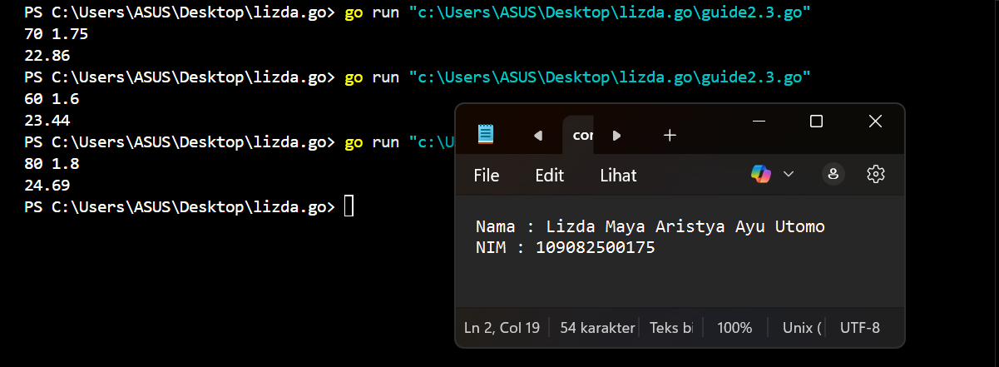 PS C:\Users\ASUS\Desktop\lizda.go> go run "c:\Users\ASUS\Desktop\lizda.go\guide2.3.go"
70 1.75
22.86
PS C:\Users\ASUS\Desktop\lizda.go> go run "c:\Users\ASUS\Desktop\lizda.go\guide2.3.go"
60 1.6
23.44
PS C:\Users\ASUS\Desktop\lizda.go> go run "c:\U
80 1.8
24.69
PS C:\Users\ASUS\Desktop\lizda.go>
cor
File Edit Lihat
Nama : Lizda Maya Aristya Ayu Utomo
NIM : 109082500175
Ln 2, Col 19 54 karakter Teks bi 100% Unix ( UTF-8